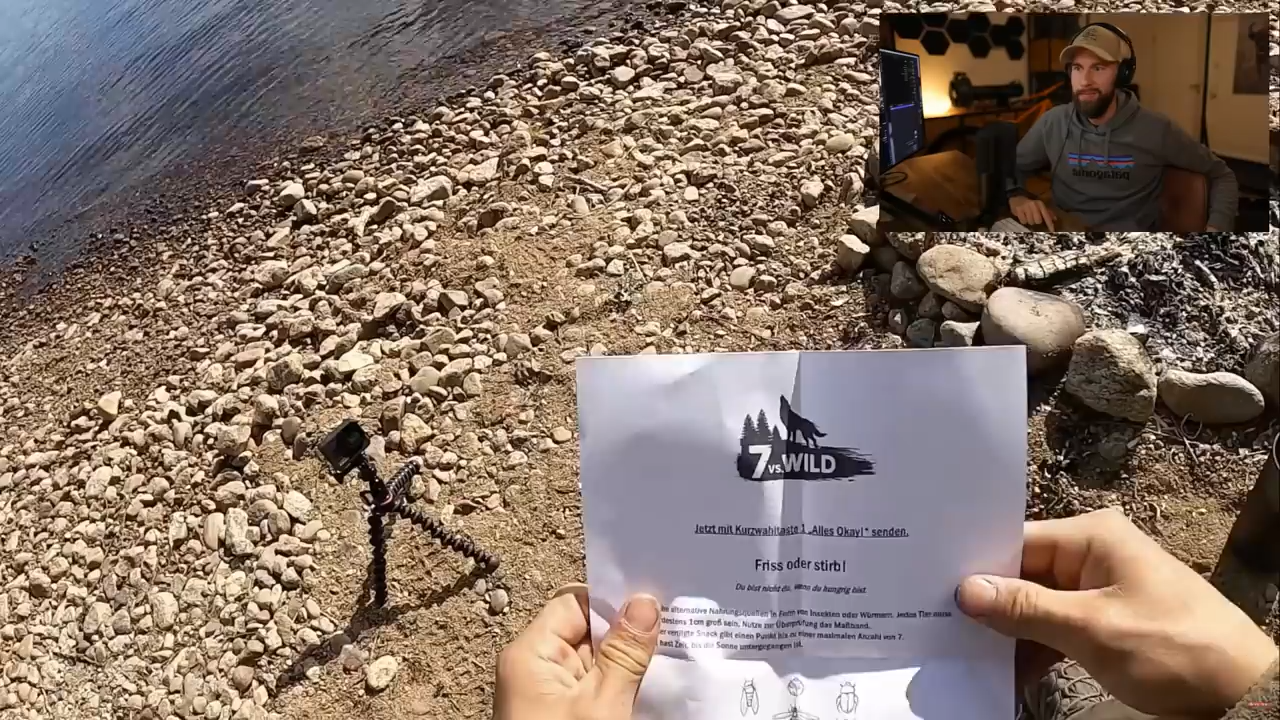 patagonia
7 vs. WILD
Jetzt mit Kurzwahltaste 1 „Alles Okay!“ senden.
Friss oder stirb!
Du bist nicht du, wenn du hungrig bist.
alternative Nahrungsquellen in Form von Insekten oder Würmern. Jedes Tier muss
destens 1cm groß sein. Nutze zur Überprüfung das Maßband.
er vertilgte Snack gibt einen Punkt bis zu einer maximalen Anzahl von 7.
hast Zeit, bis die Sonne untergegangen ist.